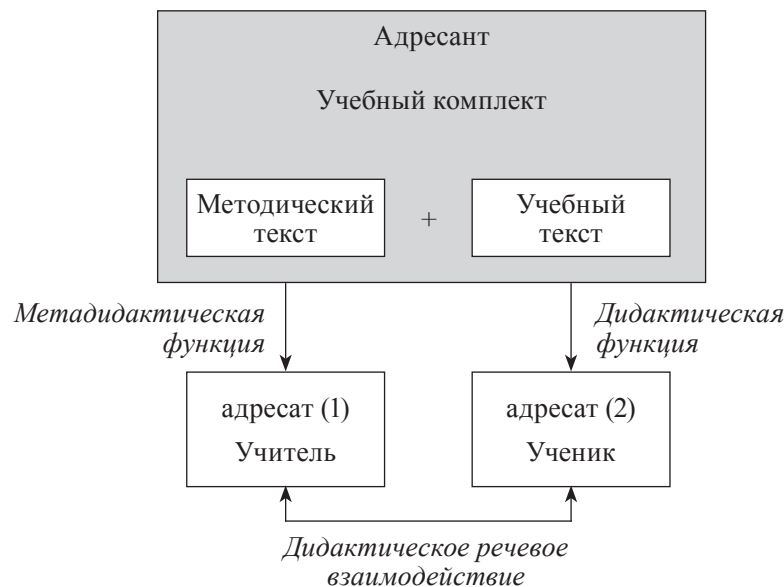 Адресант
Учебный комплект
Методический
текст
+
Учебный
текст
Метадидактическая
функция
Дидактическая
функция
адресат (1)
Учитель
адресат (2)
Ученик
Дидактическое речевое
взаимодействие